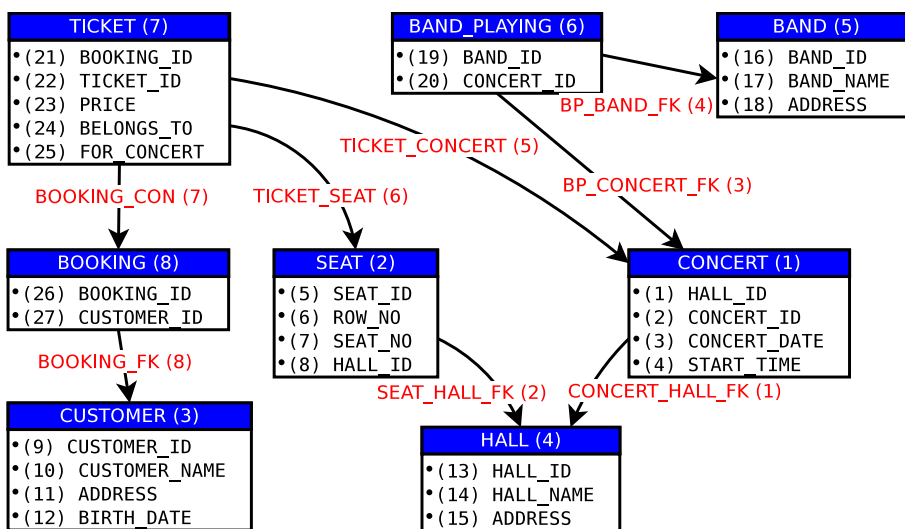 TICKET (7)
•(21) BOOKING_ID
•(22) TICKET_ID
•(23) PRICE
•(24) BELONGS_TO
•(25) FOR_CONCERT
BAND_PLAYING (6)
•(19) BAND_ID
•(20) CONCERT_ID
BAND (5)
•(16) BAND_ID
•(17) BAND_NAME
•(18) ADDRESS
BP_BAND_FK (4)
TICKET_CONCERT (5)
BP_CONCERT_FK (3)
BOOKING_CON (7)
TICKET_SEAT (6)
BOOKING (8)
•(26) BOOKING_ID
•(27) CUSTOMER_ID
SEAT (2)
•(5) SEAT_ID
•(6) ROW_NO
•(7) SEAT_NO
•(8) HALL_ID
CONCERT (1)
•(1) HALL_ID
•(2) CONCERT_ID
•(3) CONCERT_DATE
•(4) START_TIME
BOOKING_FK (8)
SEAT_HALL_FK (2)
CONCERT_HALL_FK (1)
CUSTOMER (3)
•(9) CUSTOMER_ID
•(10) CUSTOMER_NAME
•(11) ADDRESS
•(12) BIRTH_DATE
HALL (4)
•(13) HALL_ID
•(14) HALL_NAME
•(15) ADDRESS